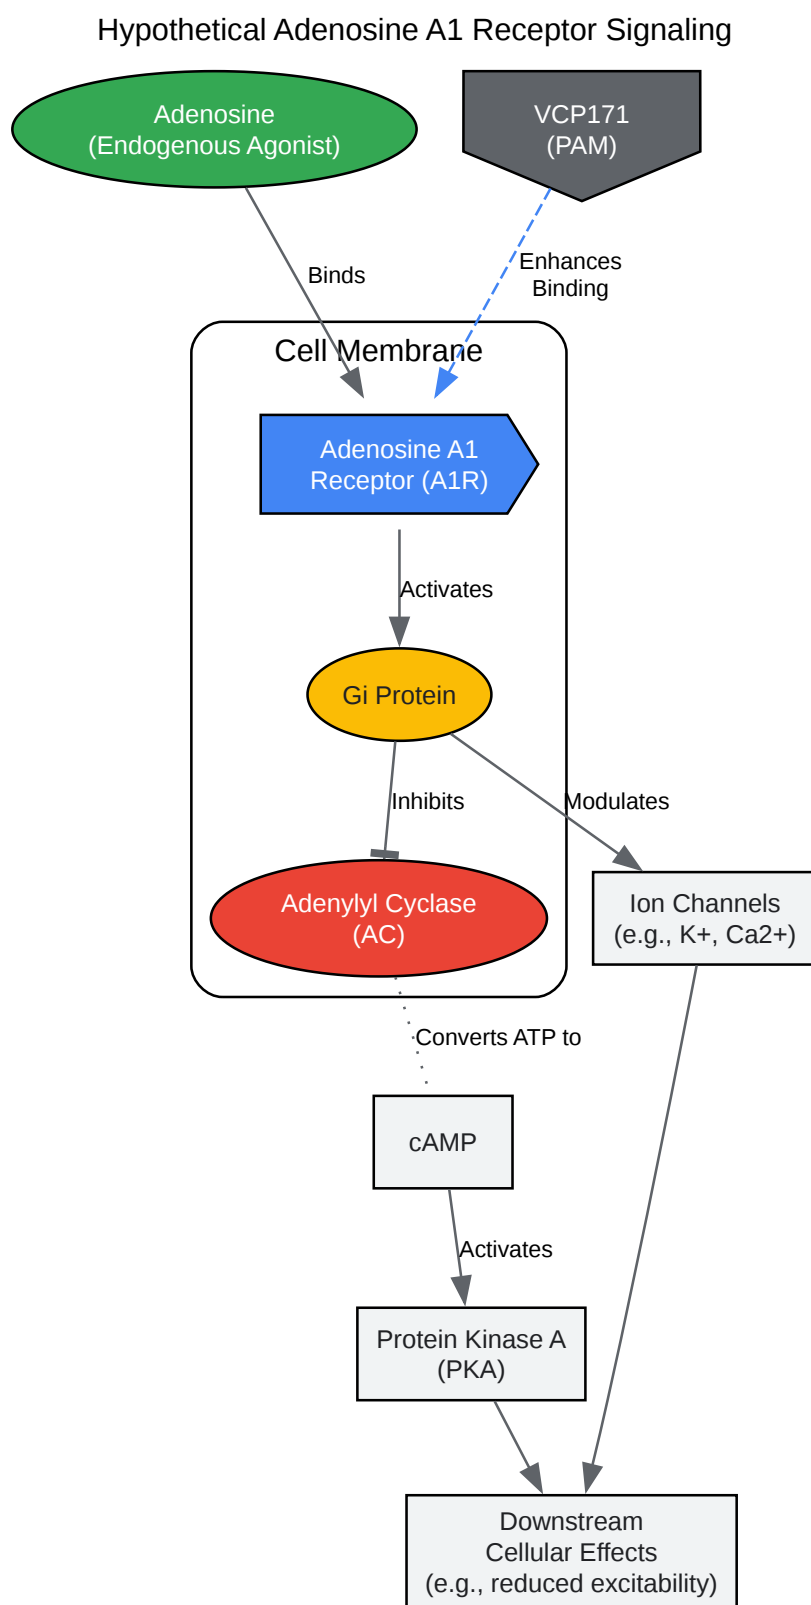 Hypothetical Adenosine A1 Receptor Signaling
Adenosine
(Endogenous Agonist)
VCP171
(PAM)
Binds
Enhances
Binding
Cell Membrane
Adenosine A1
Receptor (A1R)
Activates
Gi Protein
Inhibits
Modulates
Adenylyl Cyclase
(AC)
Ion Channels
(e.g., K+, Ca2+)
Converts ATP to
cAMP
Activates
Protein Kinase A
(PKA)
Downstream
Cellular Effects
(e.g., reduced excitability)